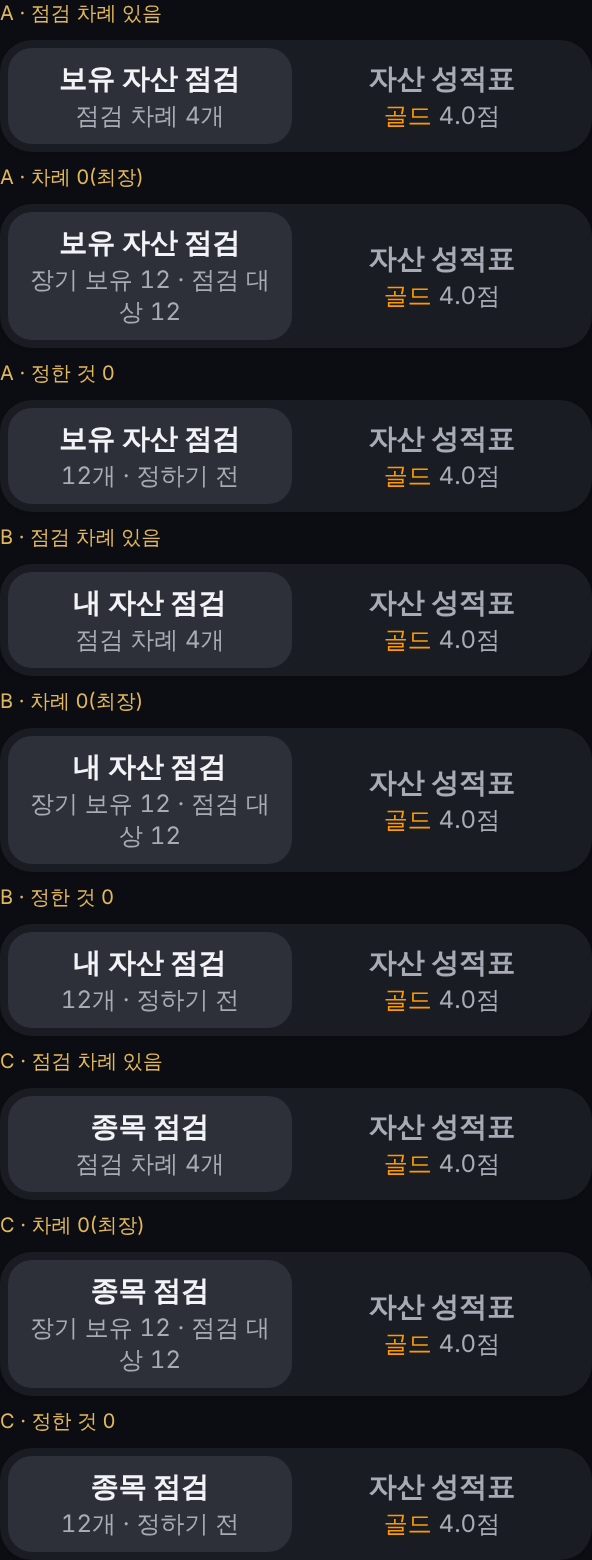 A · 점검 차례 있음
보유 자산 점검
점검 차례 4개
자산 성적표
골드 4.0점
A · 차례 0(최장)
보유 자산 점검
장기 보유 12 · 점검 대
상 12
자산 성적표
골드 4.0점
A · 정한 것 0
보유 자산 점검
12개 · 정하기 전
자산 성적표
골드 4.0점
B · 점검 차례 있음
내 자산 점검
점검 차례 4개
자산 성적표
골드 4.0점
B · 차례 0(최장)
내 자산 점검
장기 보유 12 · 점검 대
상 12
자산 성적표
골드 4.0점
B · 정한 것 0
내 자산 점검
12개 · 정하기 전
자산 성적표
골드 4.0점
C · 점검 차례 있음
종목 점검
점검 차례 4개
자산 성적표
골드 4.0점
C · 차례 0(최장)
종목 점검
장기 보유 12 · 점검 대
상 12
자산 성적표
골드 4.0점
C · 정한 것 0
종목 점검
12개 · 정하기 전
자산 성적표
골드 4.0점